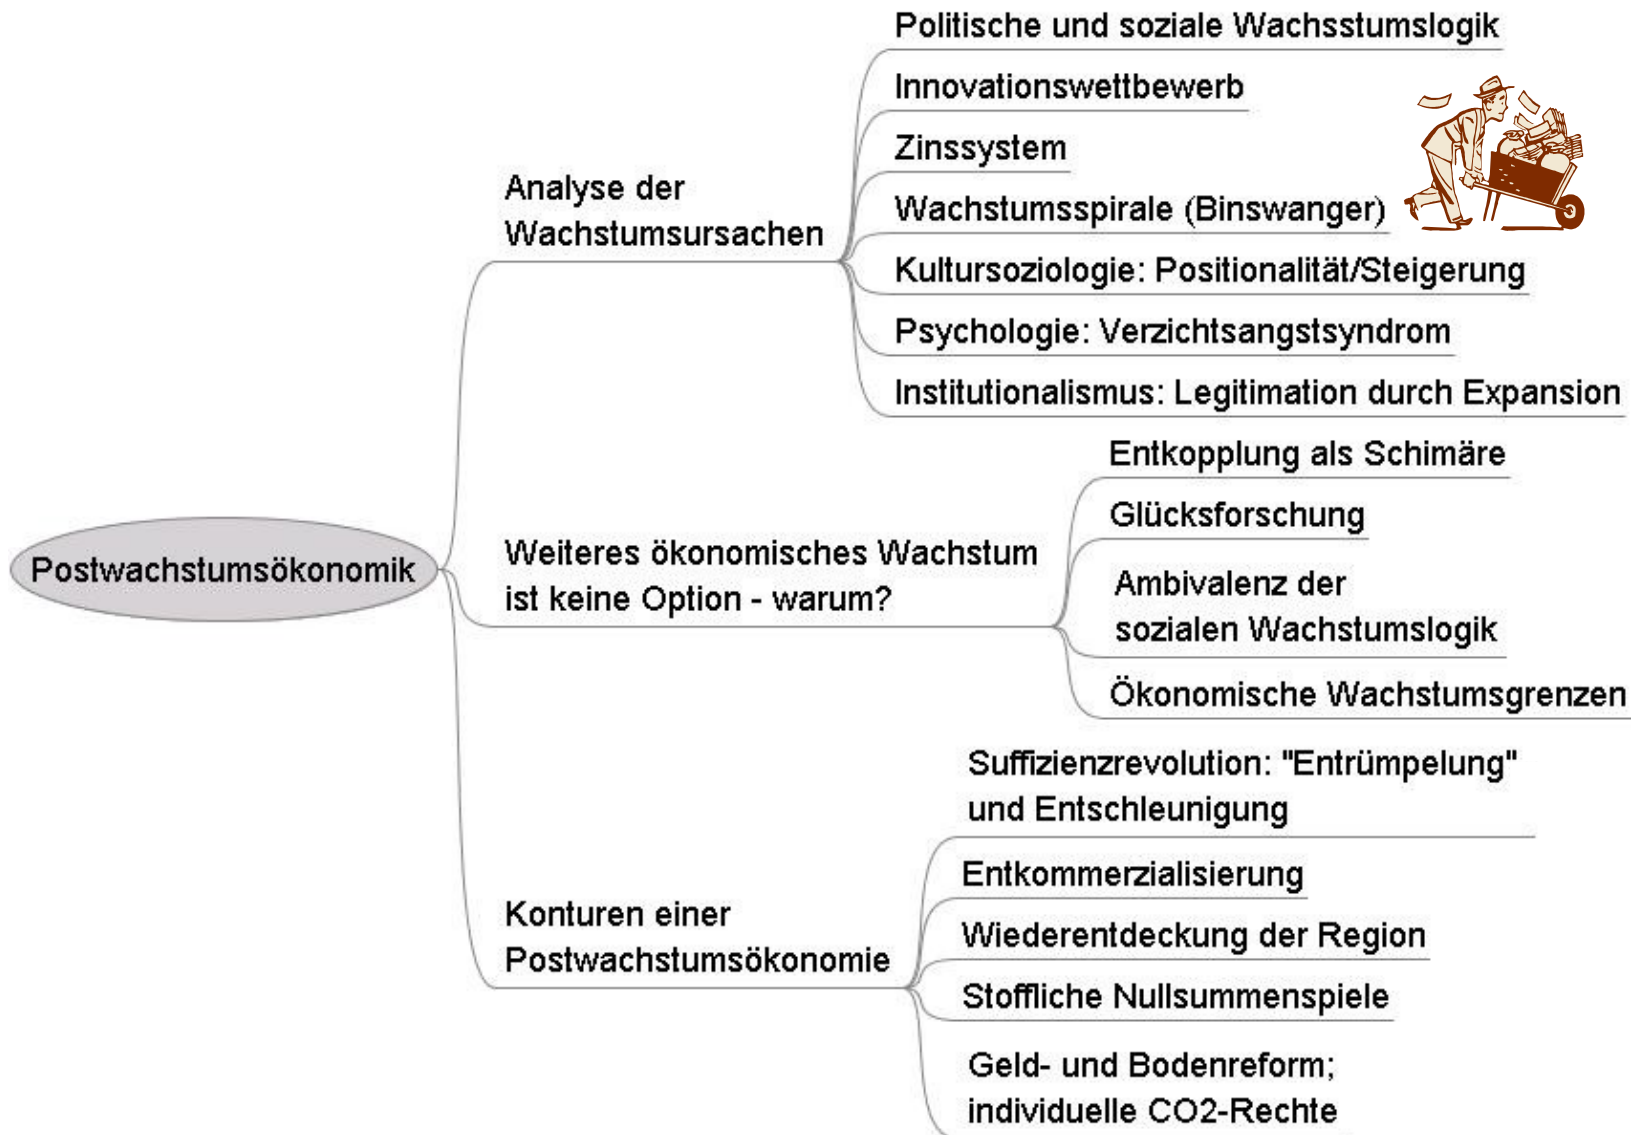 Postwachstumsökonomik
Analyse der
Wachstumsursachen
Politische und soziale Wachsstumslogik
Innovationswettbewerb
Zinssystem
Wachstumsspirale (Binswanger)
Kultursoziologie: Positionalität/Steigerung
Psychologie: Verzichtsangstsyndrom
Institutionalismus: Legitimation durch Expansion
Weiteres ökonomisches Wachstum
ist keine Option - warum?
Entkopplung als Schimäre
Glücksforschung
Ambivalenz der
sozialen Wachstumslogik
Ökonomische Wachstumsgrenzen
Konturen einer
Postwachstumsökonomie
Suffizienzrevolution: "Entrümpelung"
und Entschleunigung
Entkommerzialisierung
Wiederentdeckung der Region
Stoffliche Nullsummenspiele
Geld- und Bodenreform;
individuelle CO2-Rechte